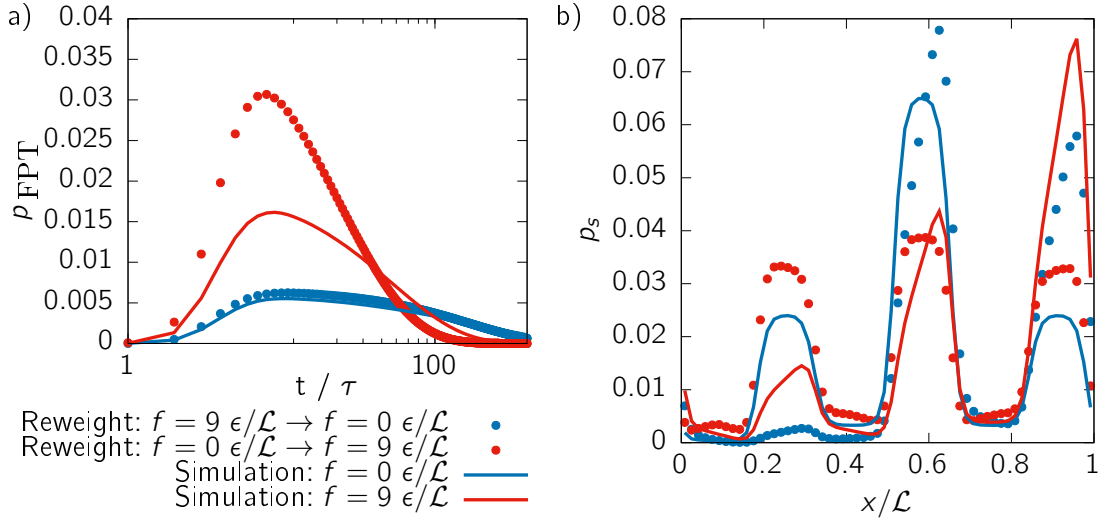 a)
0.04
0.035
0.03
0.025
0.02
0.015
0.01
0.005
0
p FPT
1
100
t / τ
Reweight: f = 9 ϵ/ℒ → f = 0 ϵ/ℒ
Reweight: f = 0 ϵ/ℒ → f = 9 ϵ/ℒ
Simulation: f = 0 ϵ/ℒ
Simulation: f = 9 ϵ/ℒ
b)
0.08
0.07
0.06
0.05
0.04
0.03
0.02
0.01
0
pₛ
0
0.2
0.4
0.6
0.8
1
x/ℒ